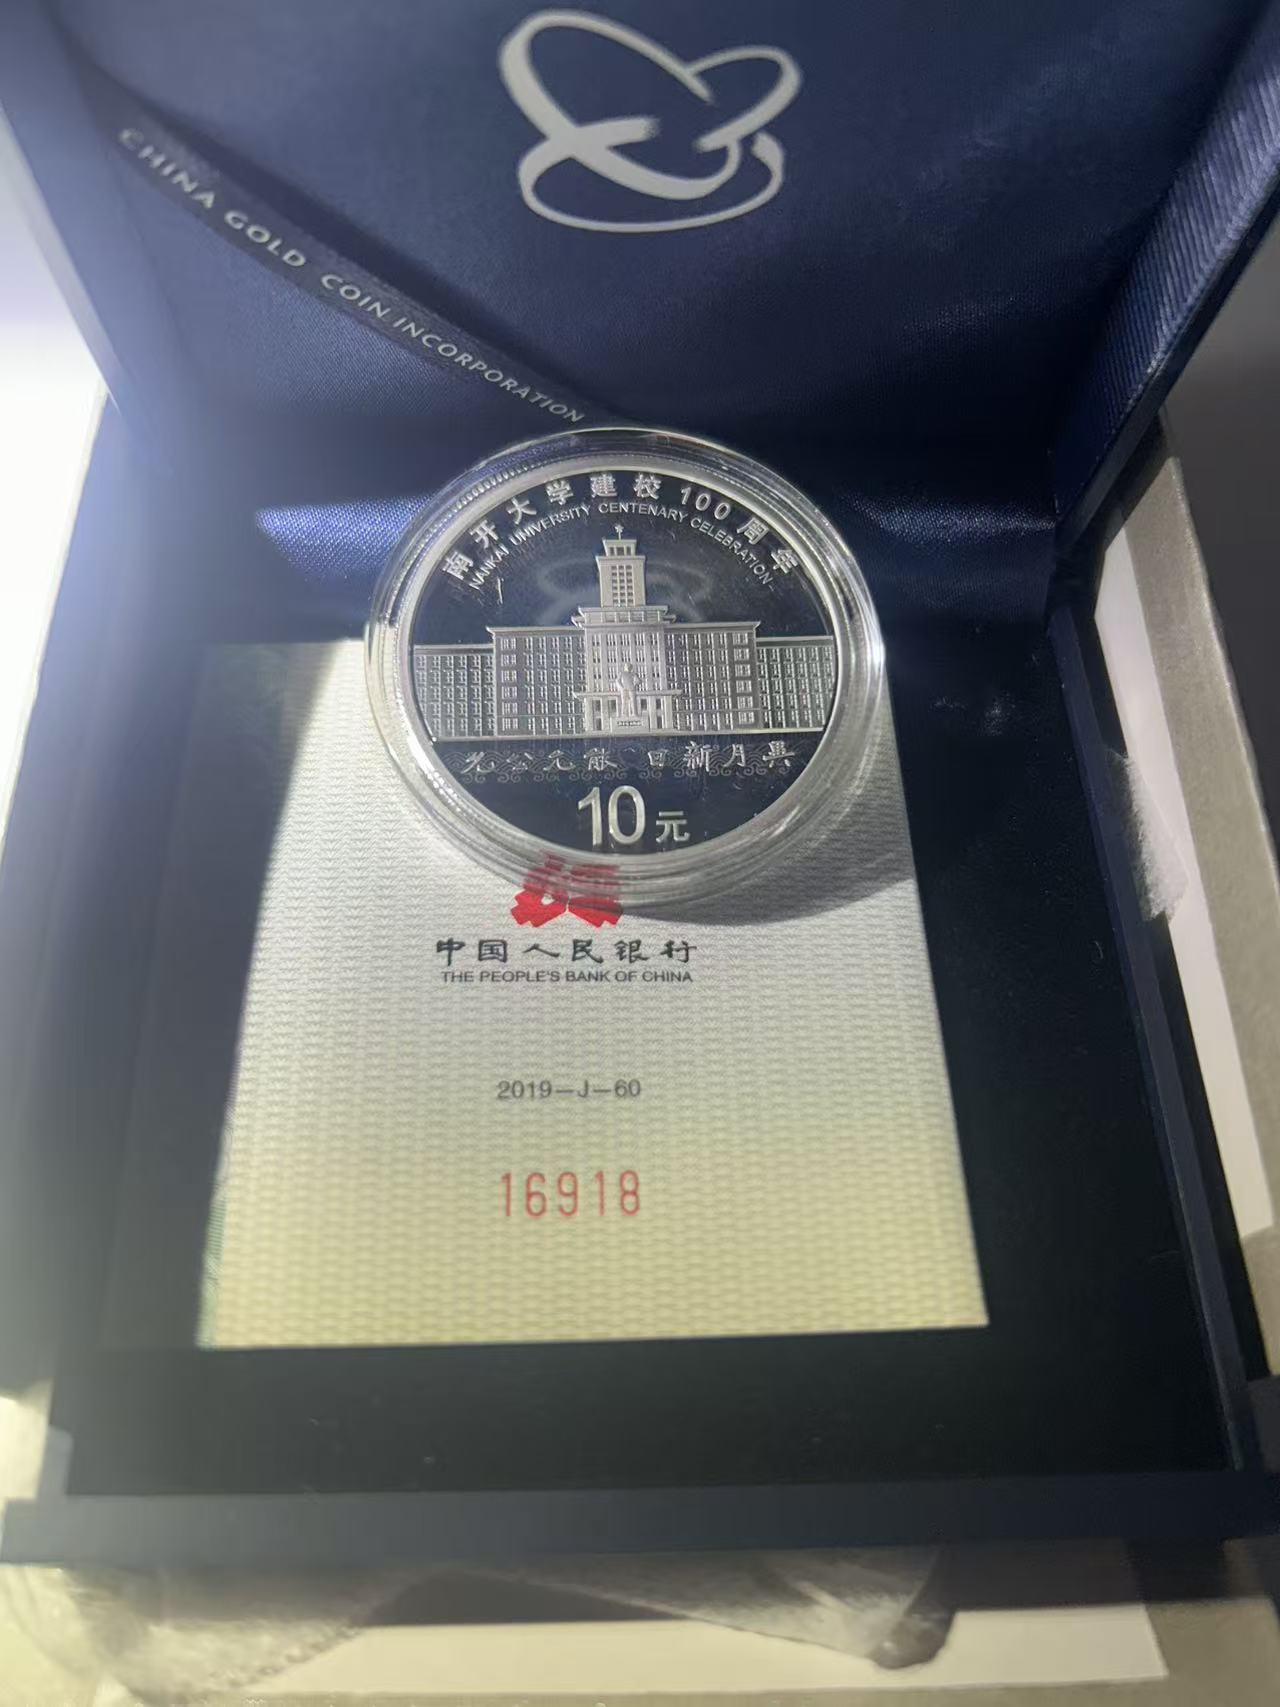 CHINA GOLD COIN INCORPORATION
南开大学建校100周年
NANKAI UNIVERSITY CENTENARY CELEBRATION
允公允能 日新月異
10元
中国人民银行
THE PEOPLE'S BANK OF CHINA
2019-J-60
16918